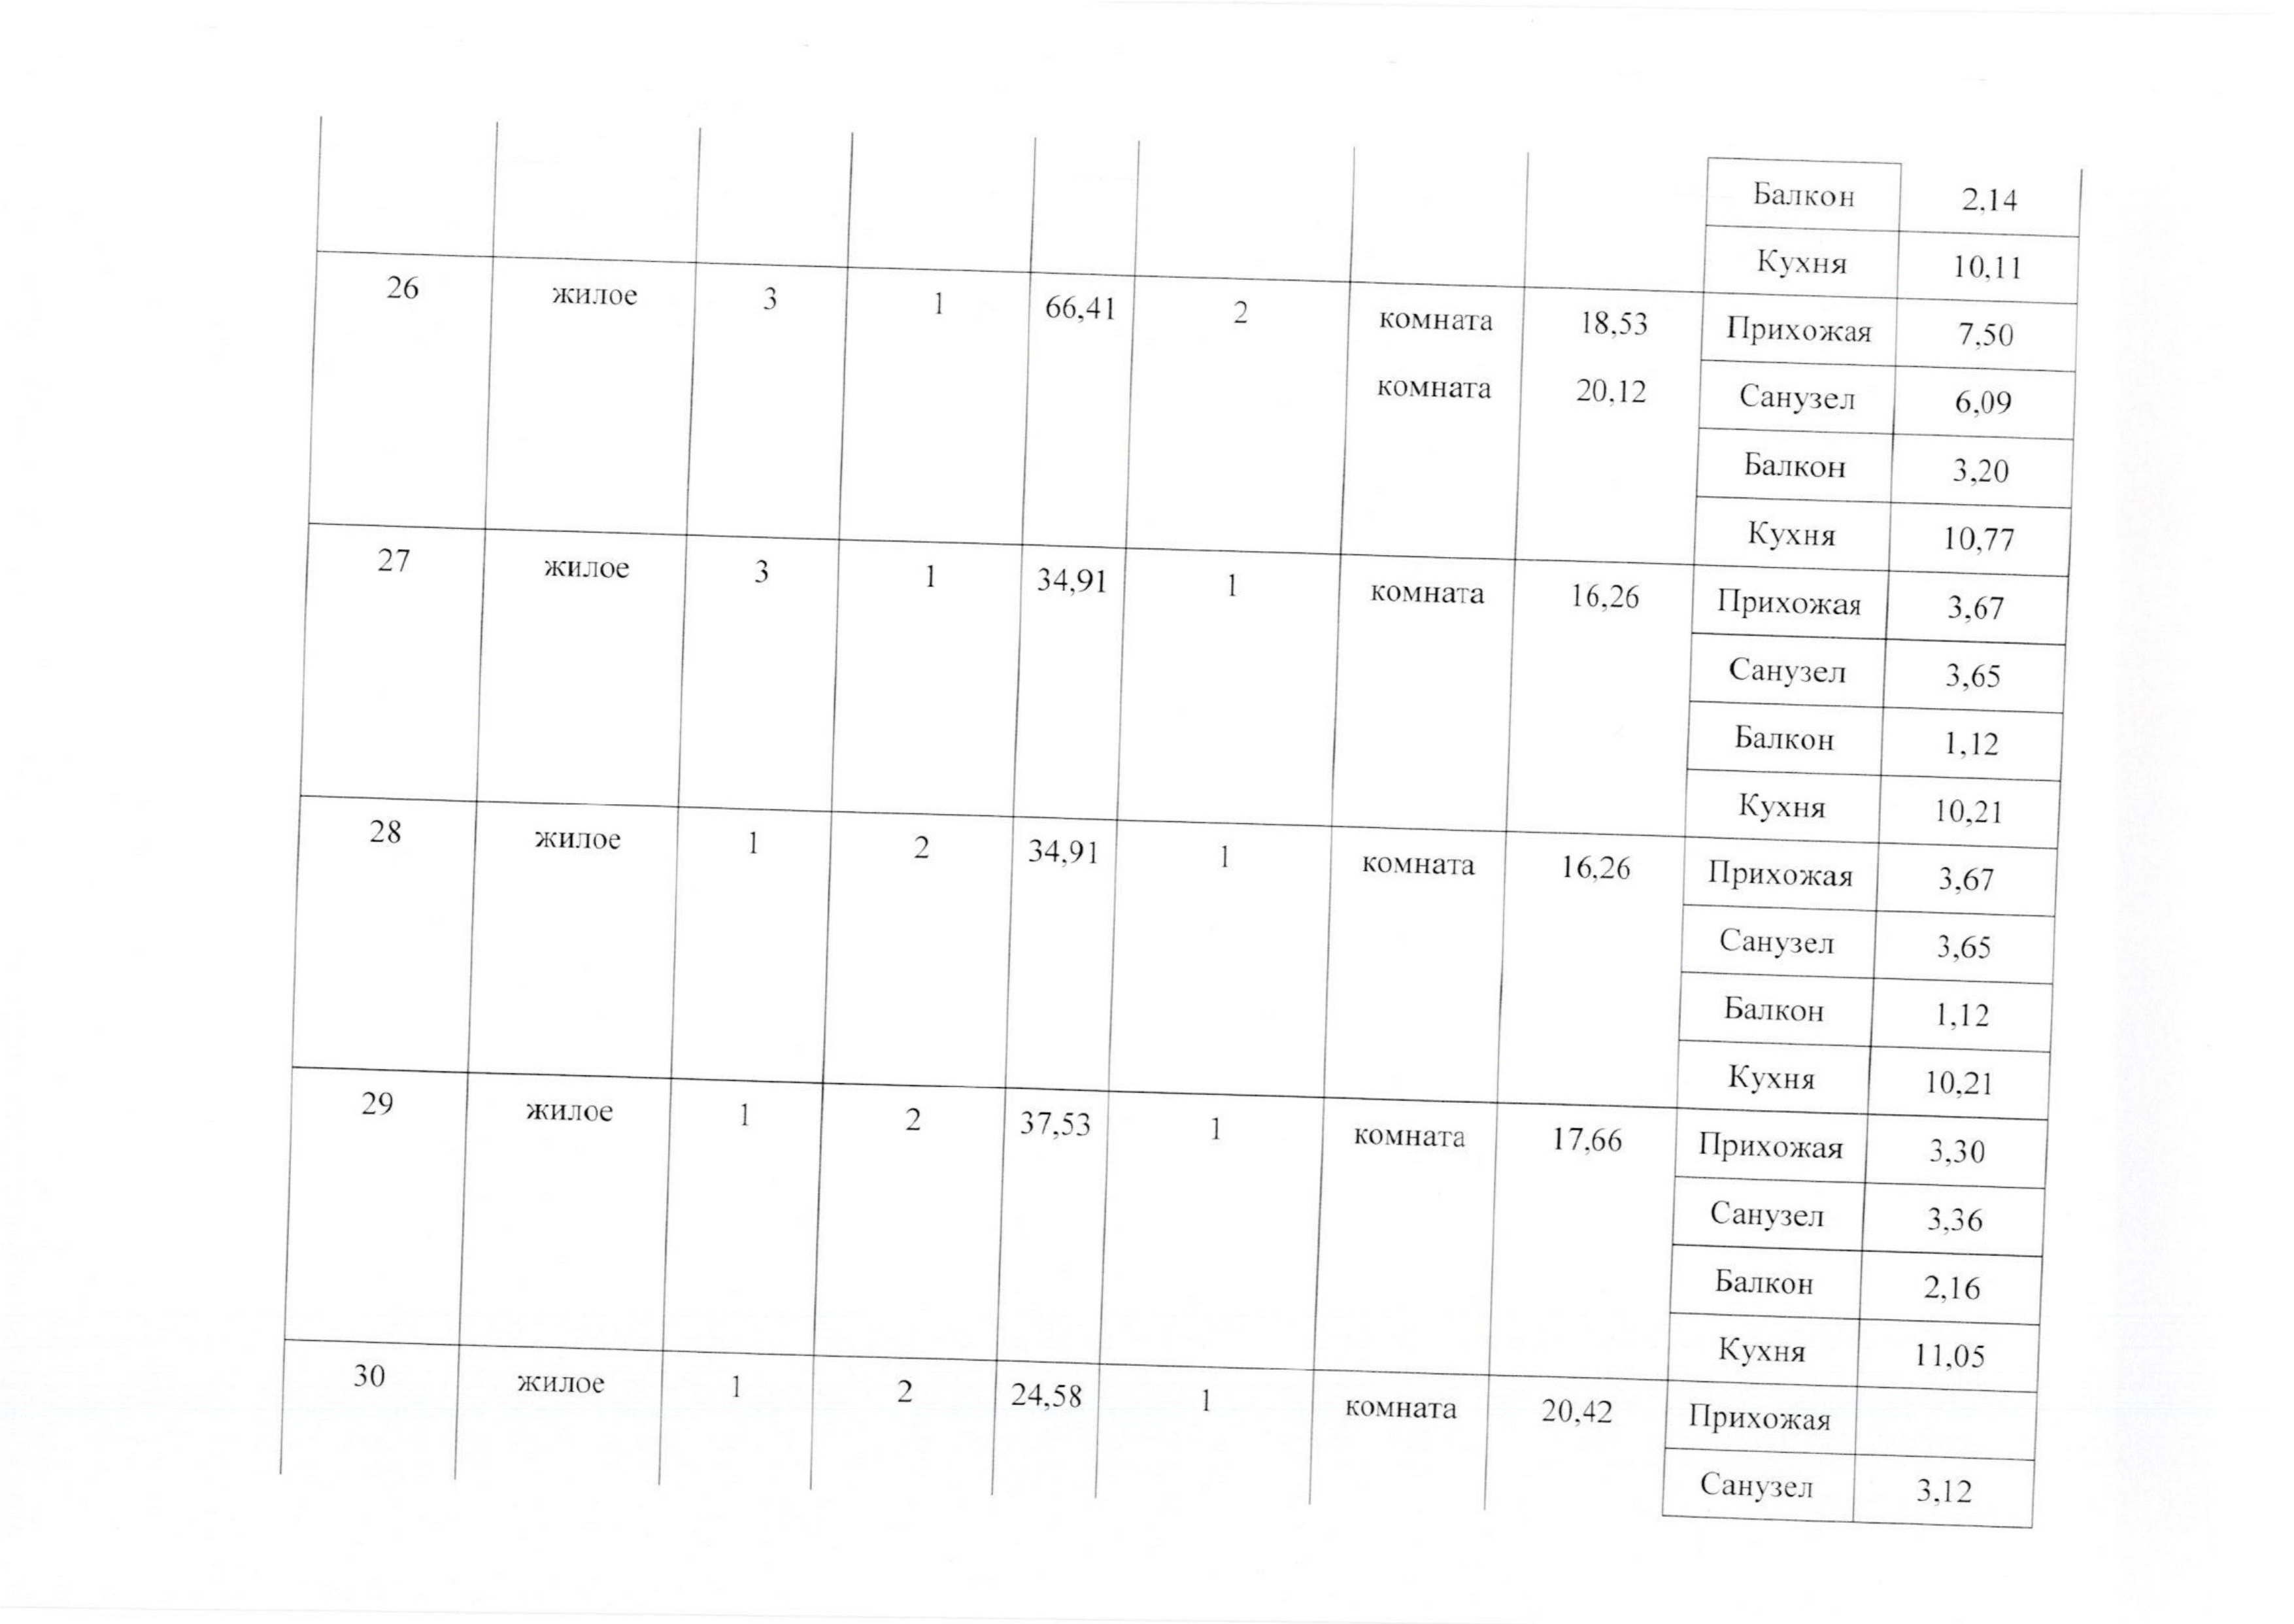 Балкон 2,14
Кухня 10,11
26 жилое 3 1 66,41 2 комната 18,53 Прихожая 7,50
комната 20,12 Санузел 6,09
Балкон 3,20
Кухня 10,77
27 жилое 3 1 34,91 1 комната 16,26 Прихожая 3,67
Санузел 3,65
Балкон 1,12
Кухня 10,21
28 жилое 1 2 34,91 1 комната 16,26 Прихожая 3,67
Санузел 3,65
Балкон 1,12
Кухня 10,21
29 жилое 1 2 37,53 1 комната 17,66 Прихожая 3,30
Санузел 3,36
Балкон 2,16
Кухня 11,05
30 жилое 1 2 24,58 1 комната 20,42 Прихожая
Санузел 3,12